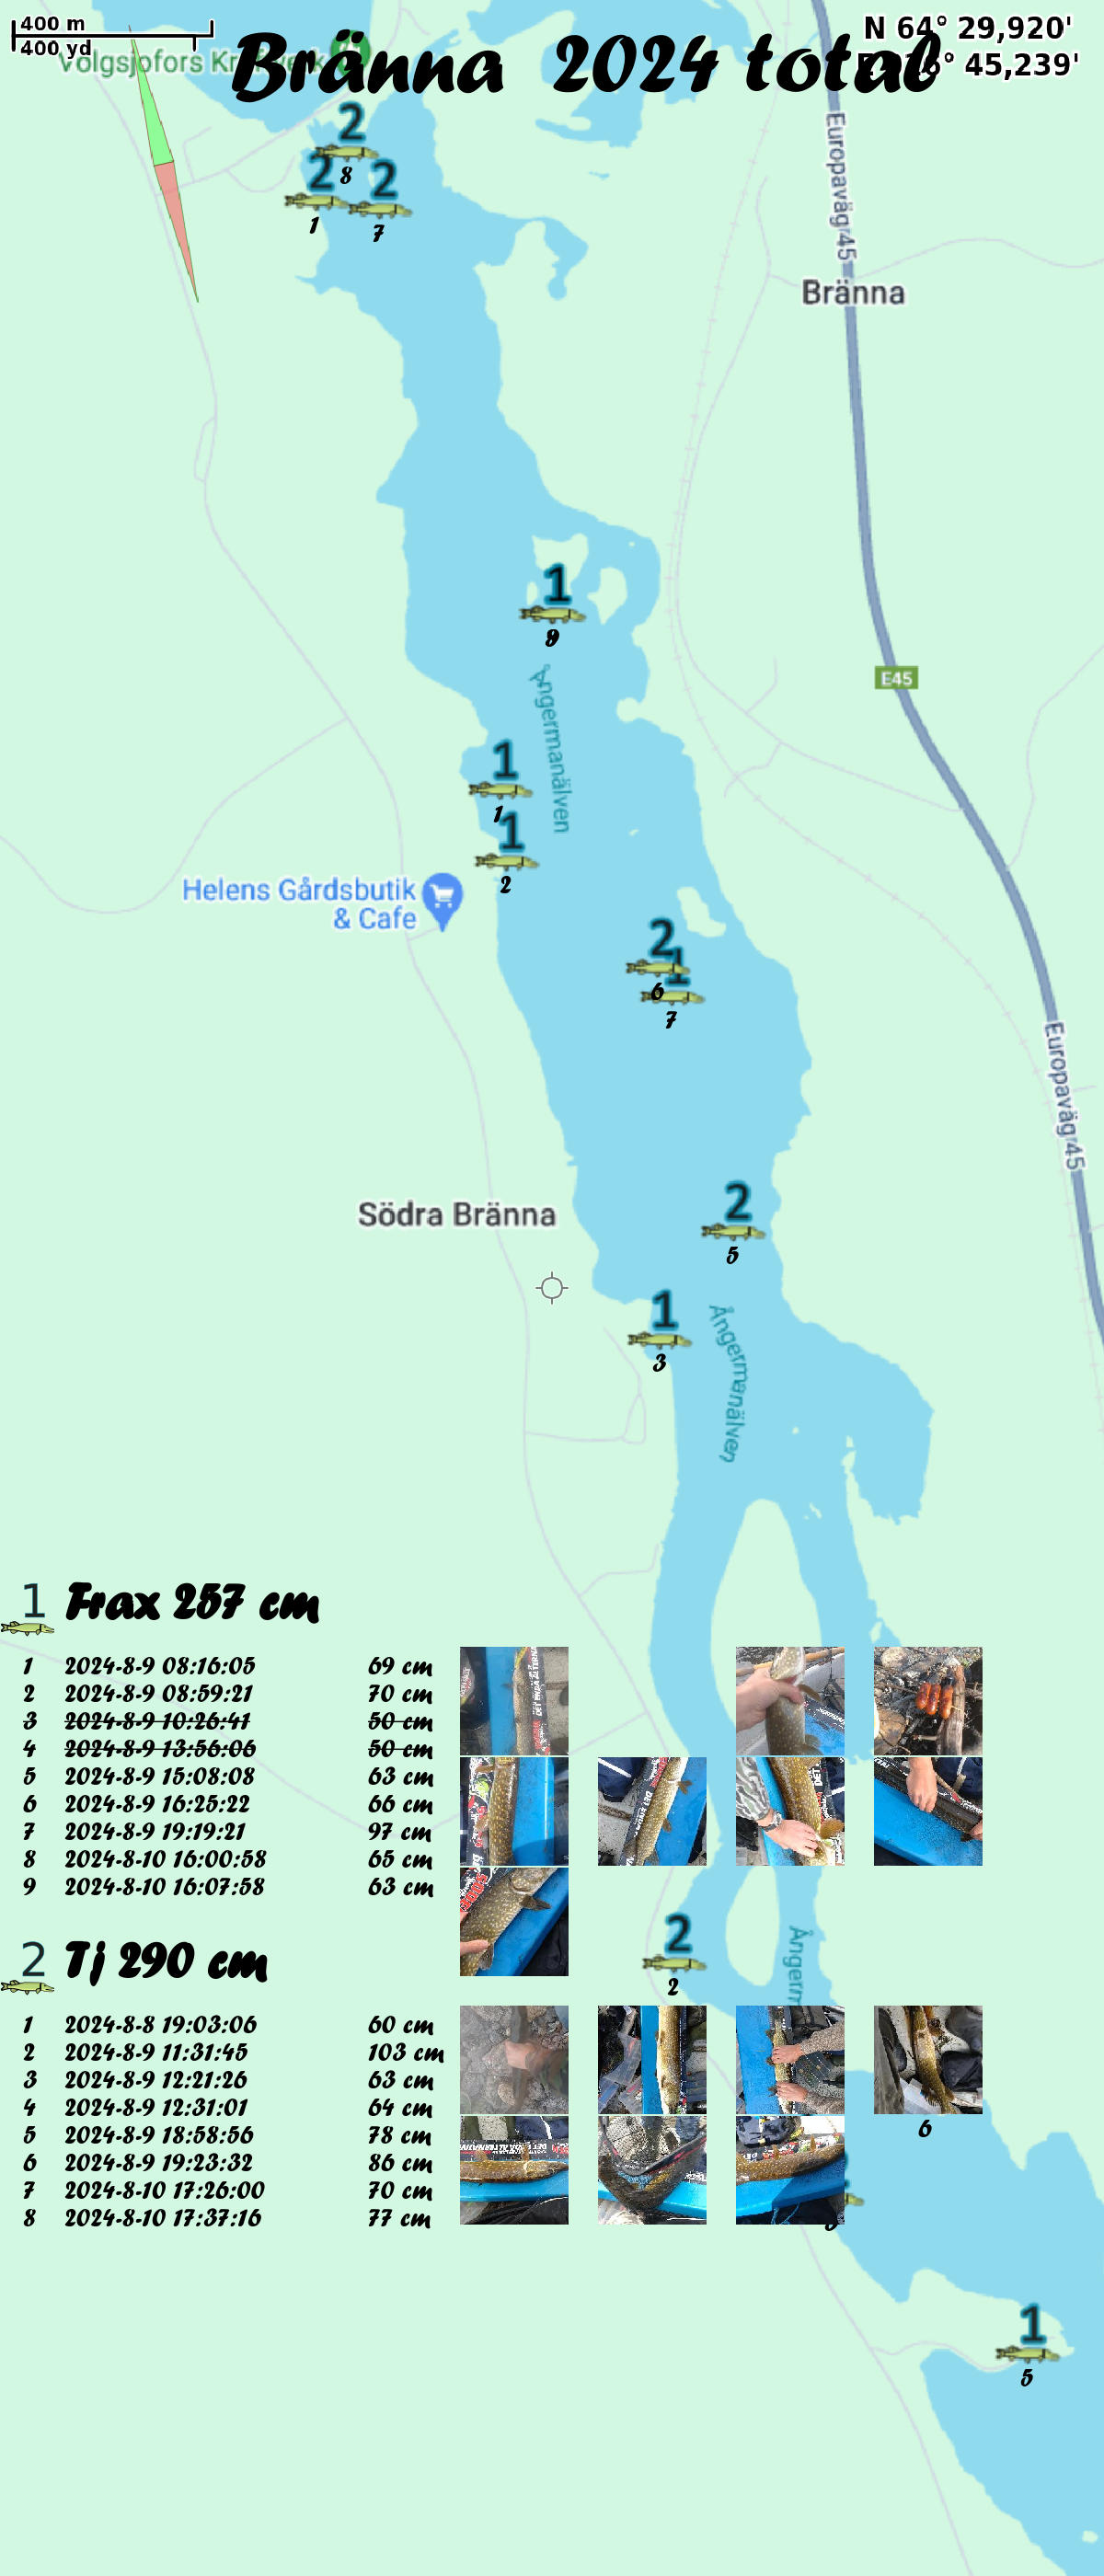 400 m
400 yd
Bränna 2024 total
N 64° 29,920'
45,239'
Europaväg 45
2
8
2
1
2
7
Bränna
1
9
E45
Ångermanälven
1
1
1
2
Helens Gårdsbutik
& Cafe
2
6
1
7
Europaväg 45
Södra Bränna
2
5
1
3
Ångermanälven
1 Frax 257 cm
1 2024-8-9 08:16:05 69 cm
2 2024-8-9 08:59:21 70 cm
3 2024-8-9 10:26:41 50 cm
4 2024-8-9 13:56:06 50 cm
5 2024-8-9 15:08:08 63 cm
6 2024-8-9 16:25:22 66 cm
7 2024-8-9 19:19:21 97 cm
8 2024-8-10 16:00:58 65 cm
9 2024-8-10 16:07:58 63 cm
2
2
Ångerm
2 Tj 290 cm
1 2024-8-8 19:03:06 60 cm
2 2024-8-9 11:31:45 103 cm
3 2024-8-9 12:21:26 63 cm
4 2024-8-9 12:31:01 64 cm
5 2024-8-9 18:58:56 78 cm
6 2024-8-9 19:23:32 86 cm
7 2024-8-10 17:26:00 70 cm
8 2024-8-10 17:37:16 77 cm
6
1
5